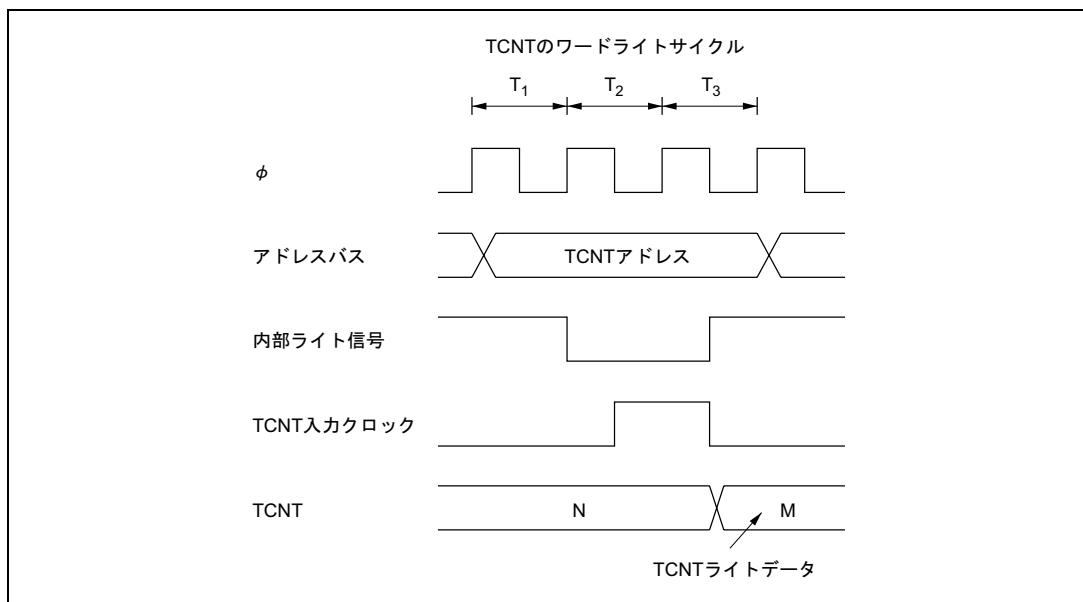 TCNTのワードライトサイクル
T1 T2 T3
φ
アドレスバス TCNTアドレス
内部ライト信号
TCNT入力クロック
TCNT N M
TCNTライトデータ